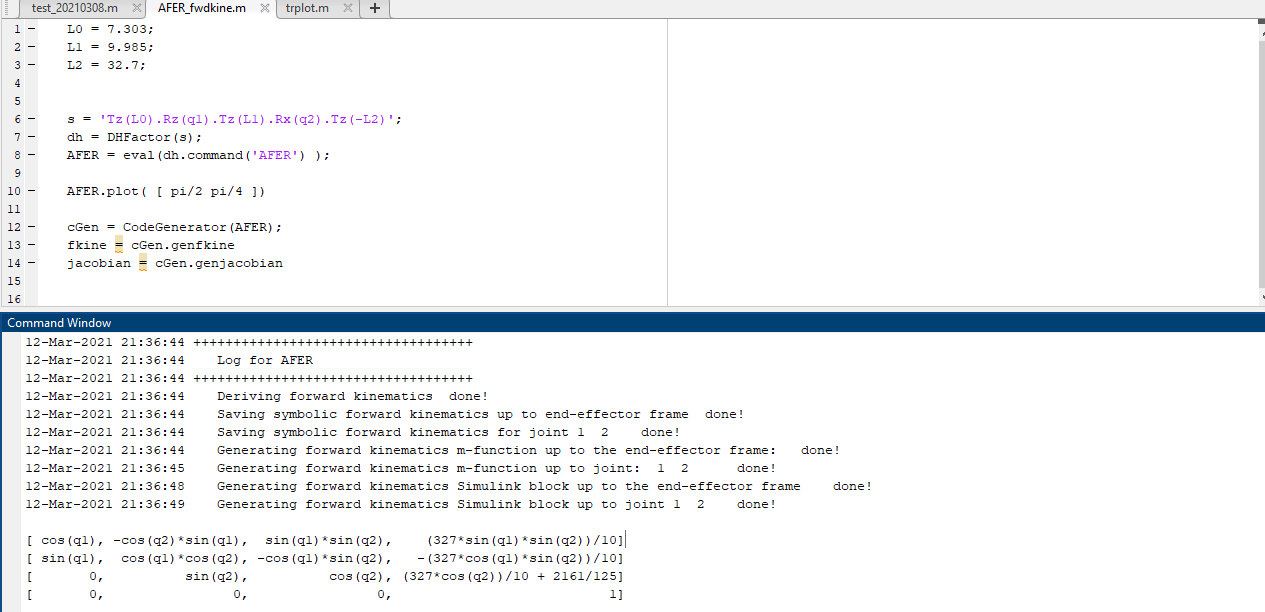 test_20210308.m × AFER_fwdkine.m × trplot.m × +
1 – L0 = 7.303;
2 – L1 = 9.985;
3 – L2 = 32.7;
4
5
6 – s = 'Tz(L0).Rz(q1).Tz(L1).Rx(q2).Tz(-L2)';
7 – dh = DHFactor(s);
8 – AFER = eval(dh.command('AFER') );
9
10 – AFER.plot( [ pi/2 pi/4 ])
11
12 – cGen = CodeGenerator(AFER);
13 – fkine = cGen.genfkine
14 – jacobian = cGen.genjacobian
15
16
Command Window
12-Mar-2021 21:36:44 +++++++++++++++++++++++++++++++++++
12-Mar-2021 21:36:44 Log for AFER
12-Mar-2021 21:36:44 +++++++++++++++++++++++++++++++++++
12-Mar-2021 21:36:44 Deriving forward kinematics done!
12-Mar-2021 21:36:44 Saving symbolic forward kinematics up to end-effector frame done!
12-Mar-2021 21:36:44 Saving symbolic forward kinematics for joint 1 2 done!
12-Mar-2021 21:36:44 Generating forward kinematics m-function up to the end-effector frame: done!
12-Mar-2021 21:36:45 Generating forward kinematics m-function up to joint: 1 2 done!
12-Mar-2021 21:36:48 Generating forward kinematics Simulink block up to the end-effector frame done!
12-Mar-2021 21:36:49 Generating forward kinematics Simulink block up to joint 1 2 done!
[ cos(q1), -cos(q2)*sin(q1), sin(q1)*sin(q2), (327*sin(q1)*sin(q2))/10]
[ sin(q1), cos(q1)*cos(q2), -cos(q1)*sin(q2), -(327*cos(q1)*sin(q2))/10]
[ 0, sin(q2), cos(q2), (327*cos(q2))/10 + 2161/125]
[ 0, 0, 0, 1]